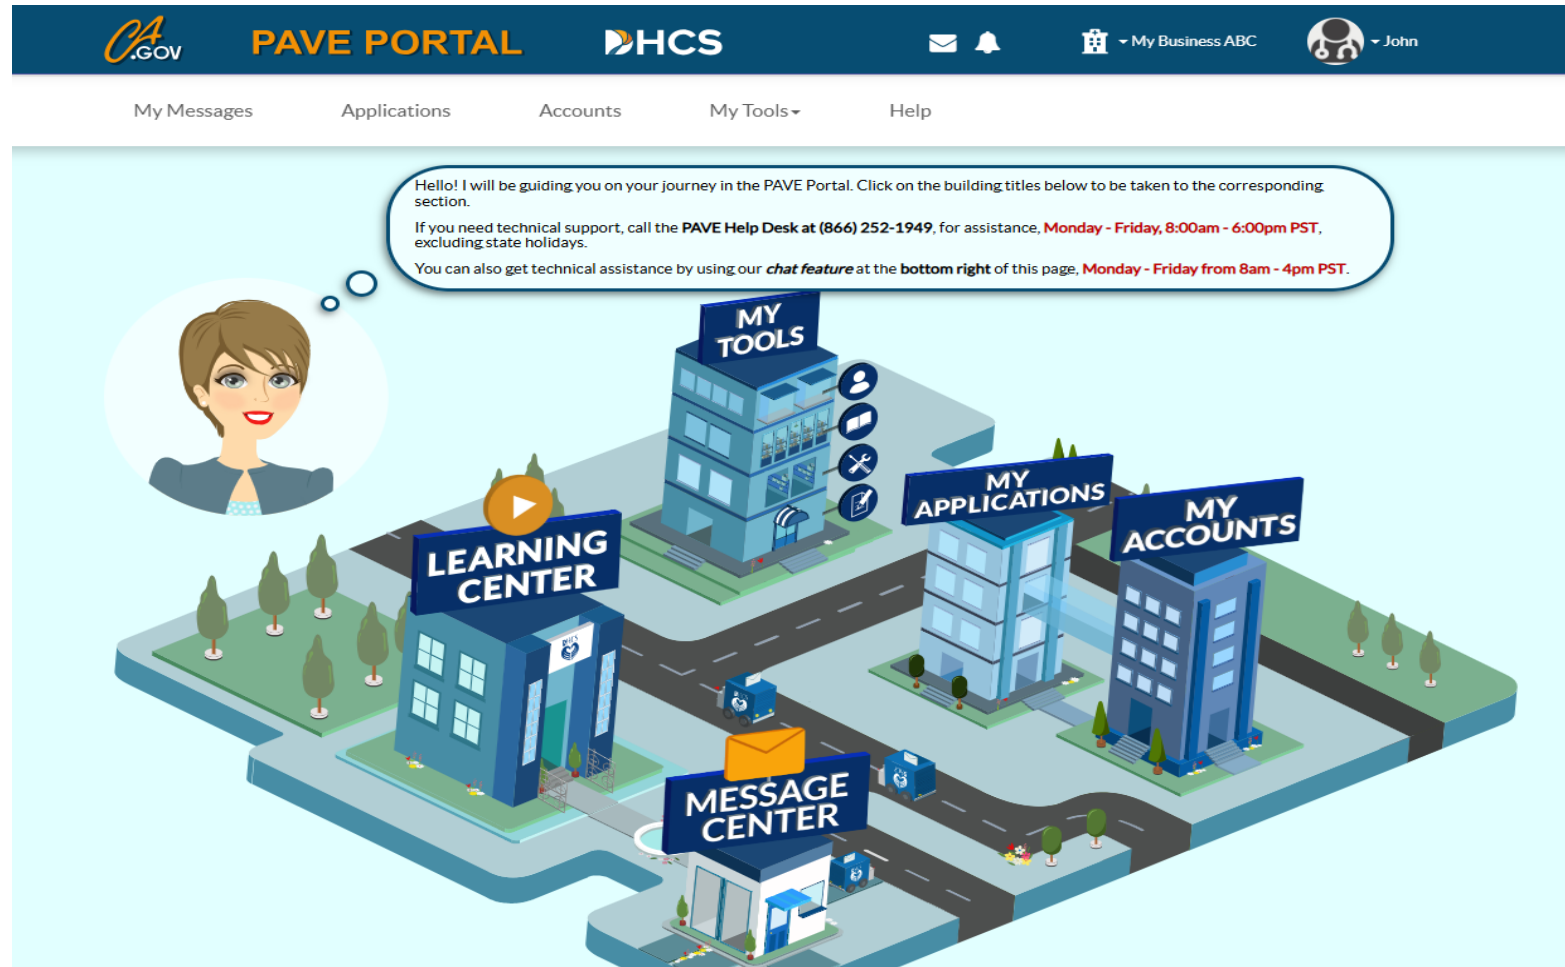 CA.GOV
PAVE PORTAL
DHCS
My Business ABC
John
My Messages
Applications
Accounts
My Tools
Help
Hello! I will be guiding you on your journey in the PAVE Portal. Click on the building titles below to be taken to the corresponding
section.
If you need technical support, call the PAVE Help Desk at (866) 252-1949, for assistance, Monday - Friday, 8:00am - 6:00pm PST,
excluding state holidays.
You can also get technical assistance by using our chat feature at the bottom right of this page, Monday - Friday from 8am - 4pm PST.
MY
TOOLS
MY
APPLICATIONS
MY
ACCOUNTS
LEARNING
CENTER
DHCS
DHCS
DHCS
MESSAGE
CENTER